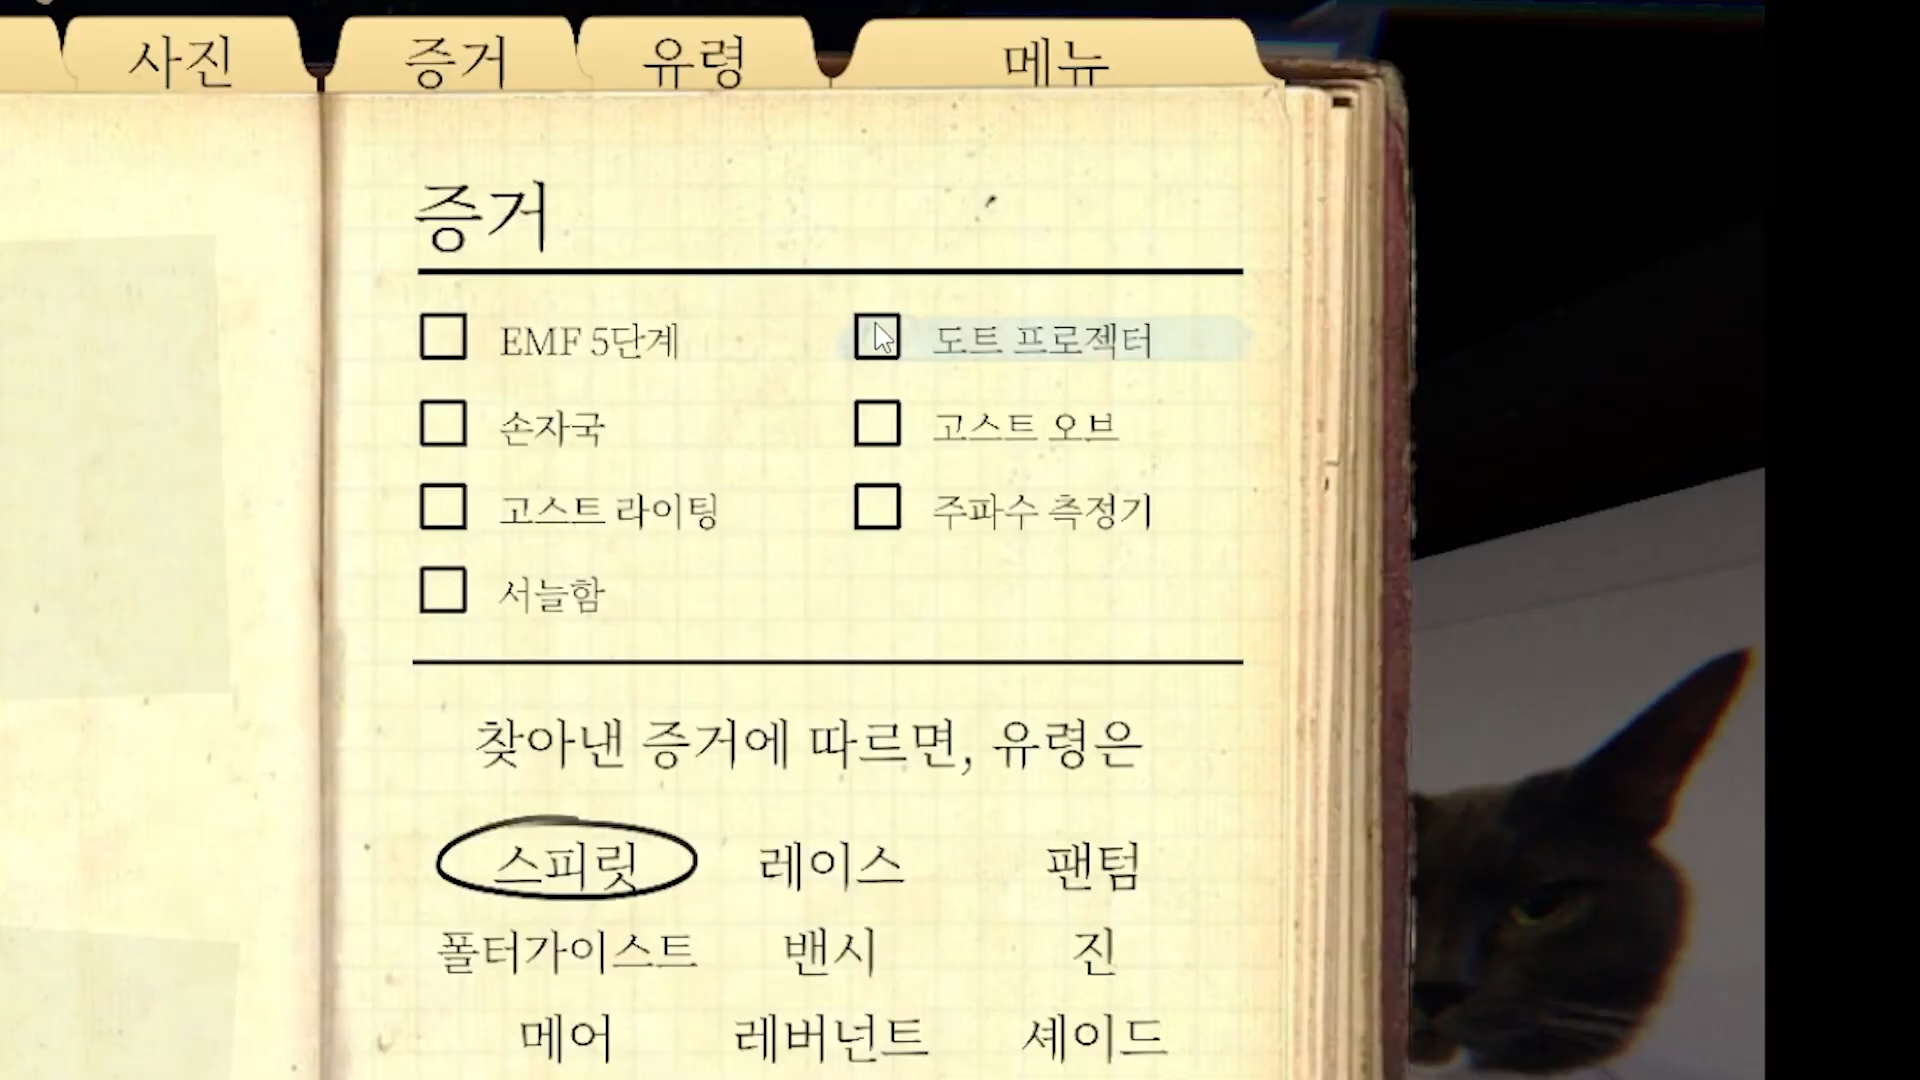 사진 증거 유령 메뉴
증거
EMF 5단계 도트 프로젝터
손자국 고스트 오브
고스트 라이팅 주파수 측정기
서늘함
찾아낸 증거에 따르면, 유령은
스피릿 레이스 팬텀
폴터가이스트 밴시 진
메어 레버넌트 셰이드